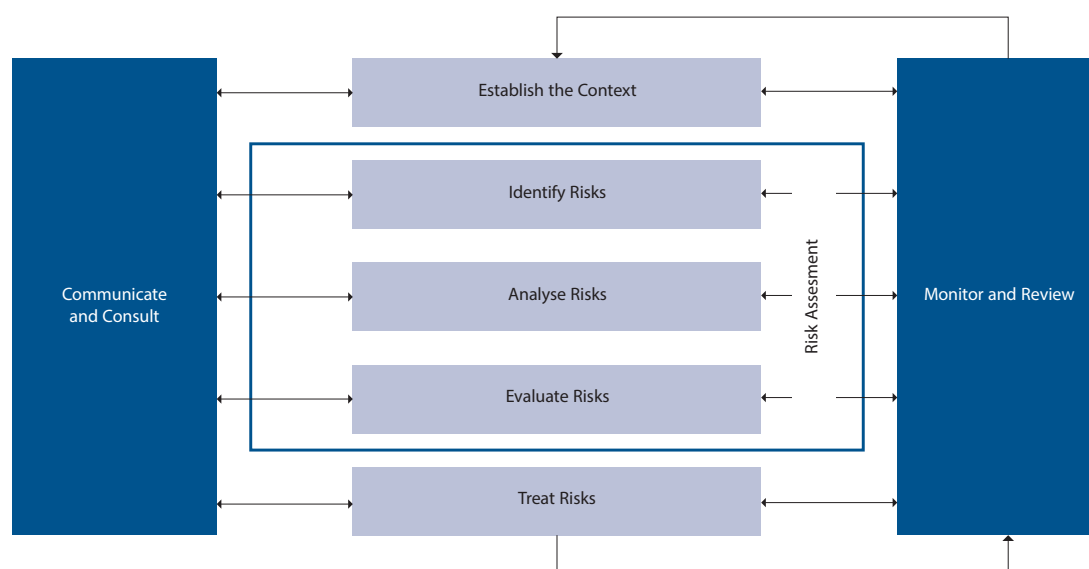 Establish the Context
Identify Risks
Communicate
and Consult
Analyse Risks
Risk Assesment
Monitor and Review
Evaluate Risks
Treat Risks